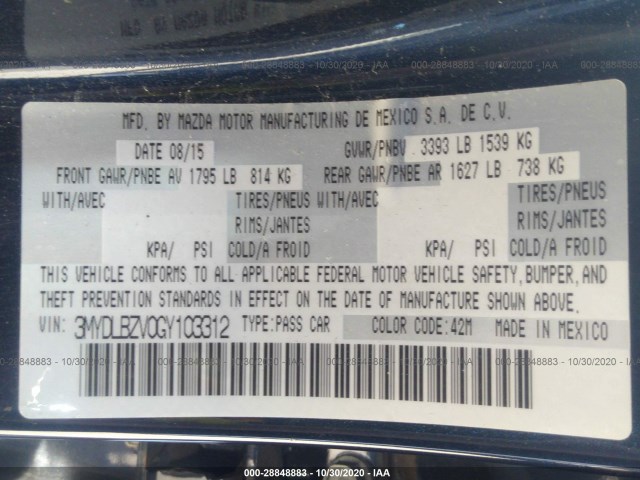 000-28848883 - 10/30/2020 - IAA
MFD. BY MAZDA MOTOR MANUFACTURING DE MEXICO S.A. DE C.V.
DATE 08/15 GVWR/PNBV 3393 LB 1539 KG
FRONT GAWR/PNBE AV 1795 LB 814 KG REAR GAWR/PNBE AR 1627 LB 738 KG
WITH/AVEC TIRES/PNEUS WITH/AVEC TIRES/PNEUS
RIMS/JANTES RIMS/JANTES
KPA/ PSI COLD/A FROID KPA/ PSI COLD/A FROID
THIS VEHICLE CONFORMS TO ALL APPLICABLE FEDERAL MOTOR VEHICLE SAFETY, BUMPER, AND
THEFT PREVENTION STANDARDS IN EFFECT ON THE DATE OF MANUFACTURE SHOWN ABOVE.
VIN: 3MYDLBZV0GY103312 TYPE: PASS CAR COLOR CODE: 42M MADE IN MEXICO
000-28848883 - 10/30/2020 - IAA